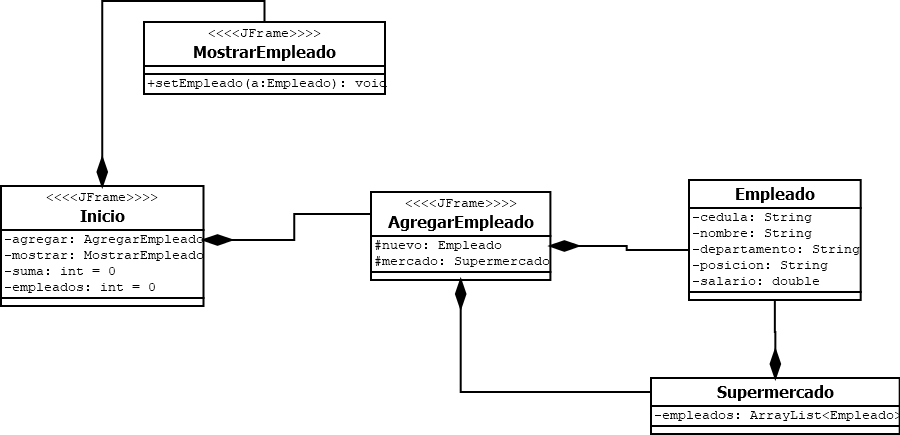 <<<<JFrame>>>>
MostrarEmpleado
+setEmpleado(a:Empleado): void
<<<<JFrame>>>>
Inicio
-agregar: AgregarEmpleado
-mostrar: MostrarEmpleado
-suma: int = 0
-empleados: int = 0
<<<<JFrame>>>>
AgregarEmpleado
#nuevo: Empleado
#mercado: Supermercado
Empleado
-cedula: String
-nombre: String
-departamento: String
-posicion: String
-salario: double
Supermercado
-empleados: ArrayList<Empleado>